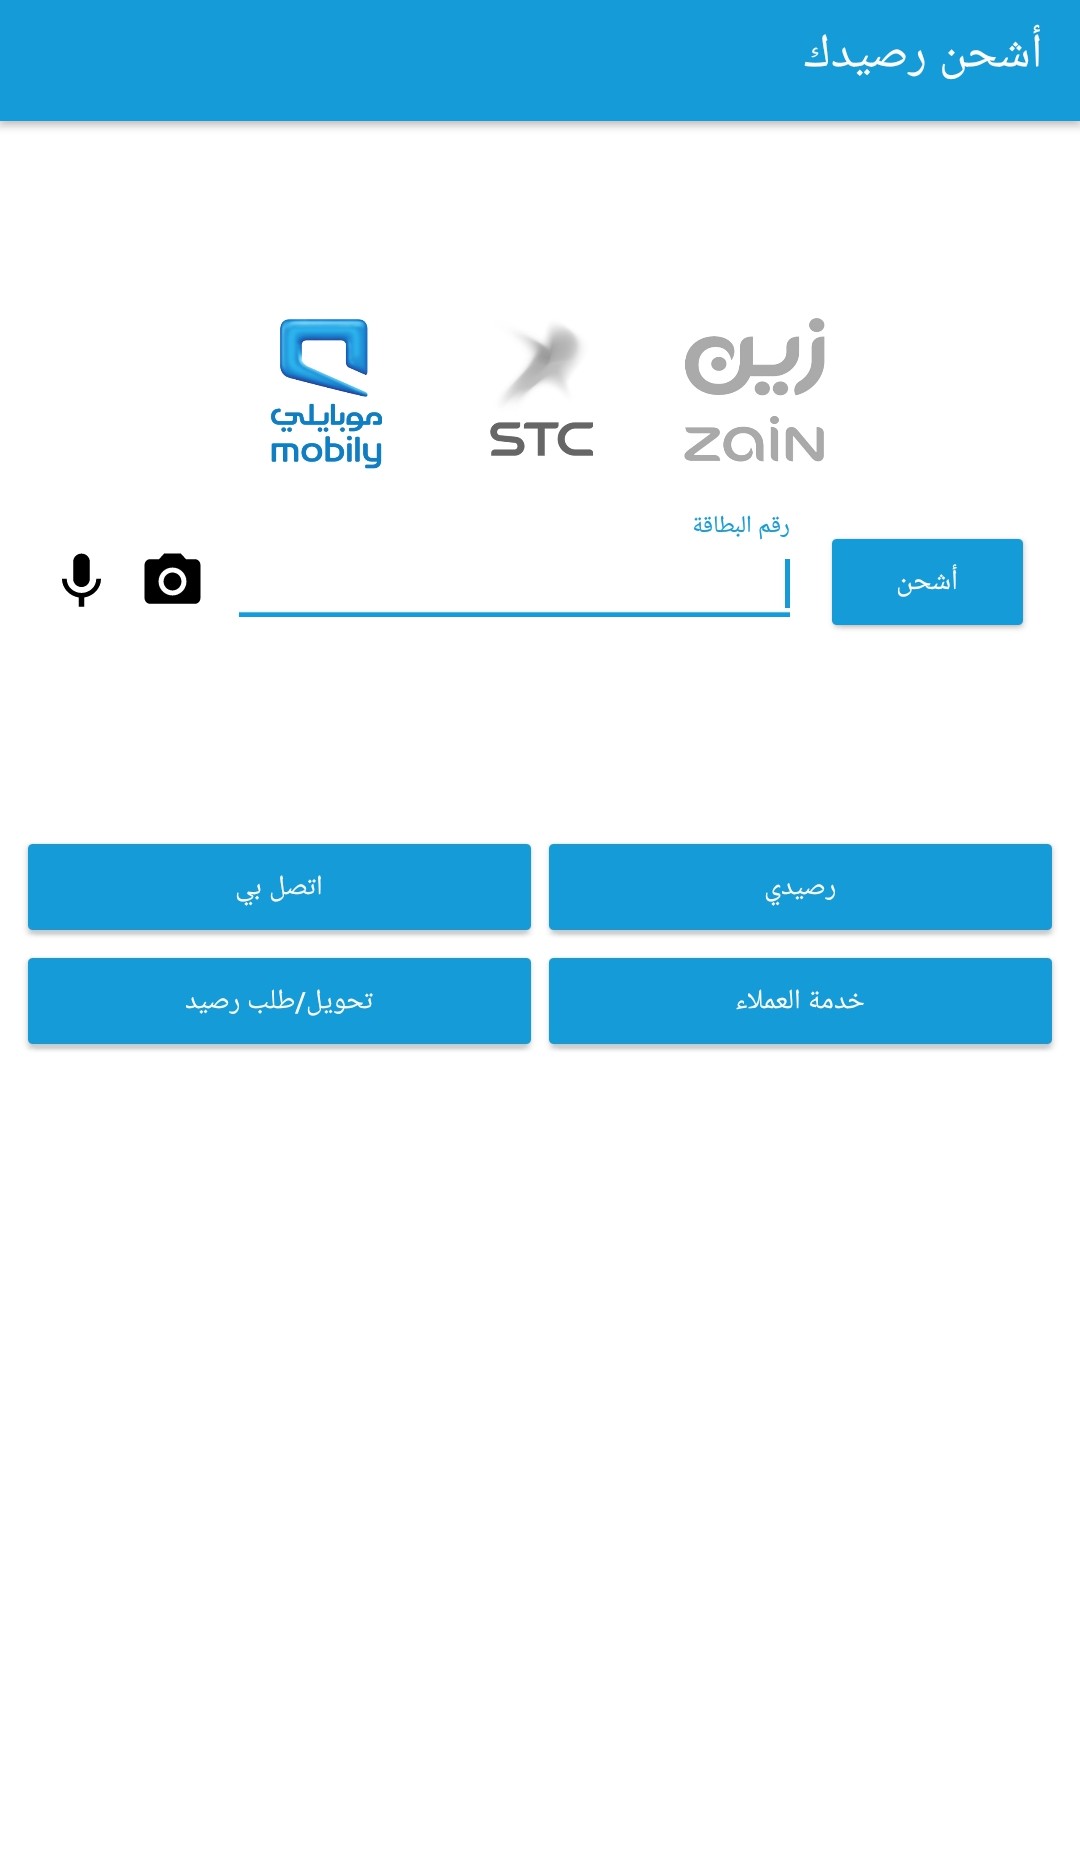 أشحن رصيدك
زين
zain
STC
موبايلي
mobily
رقم البطاقة
أشحن
رصيدي
اتصل بي
خدمة العملاء
تحويل/طلب رصيد